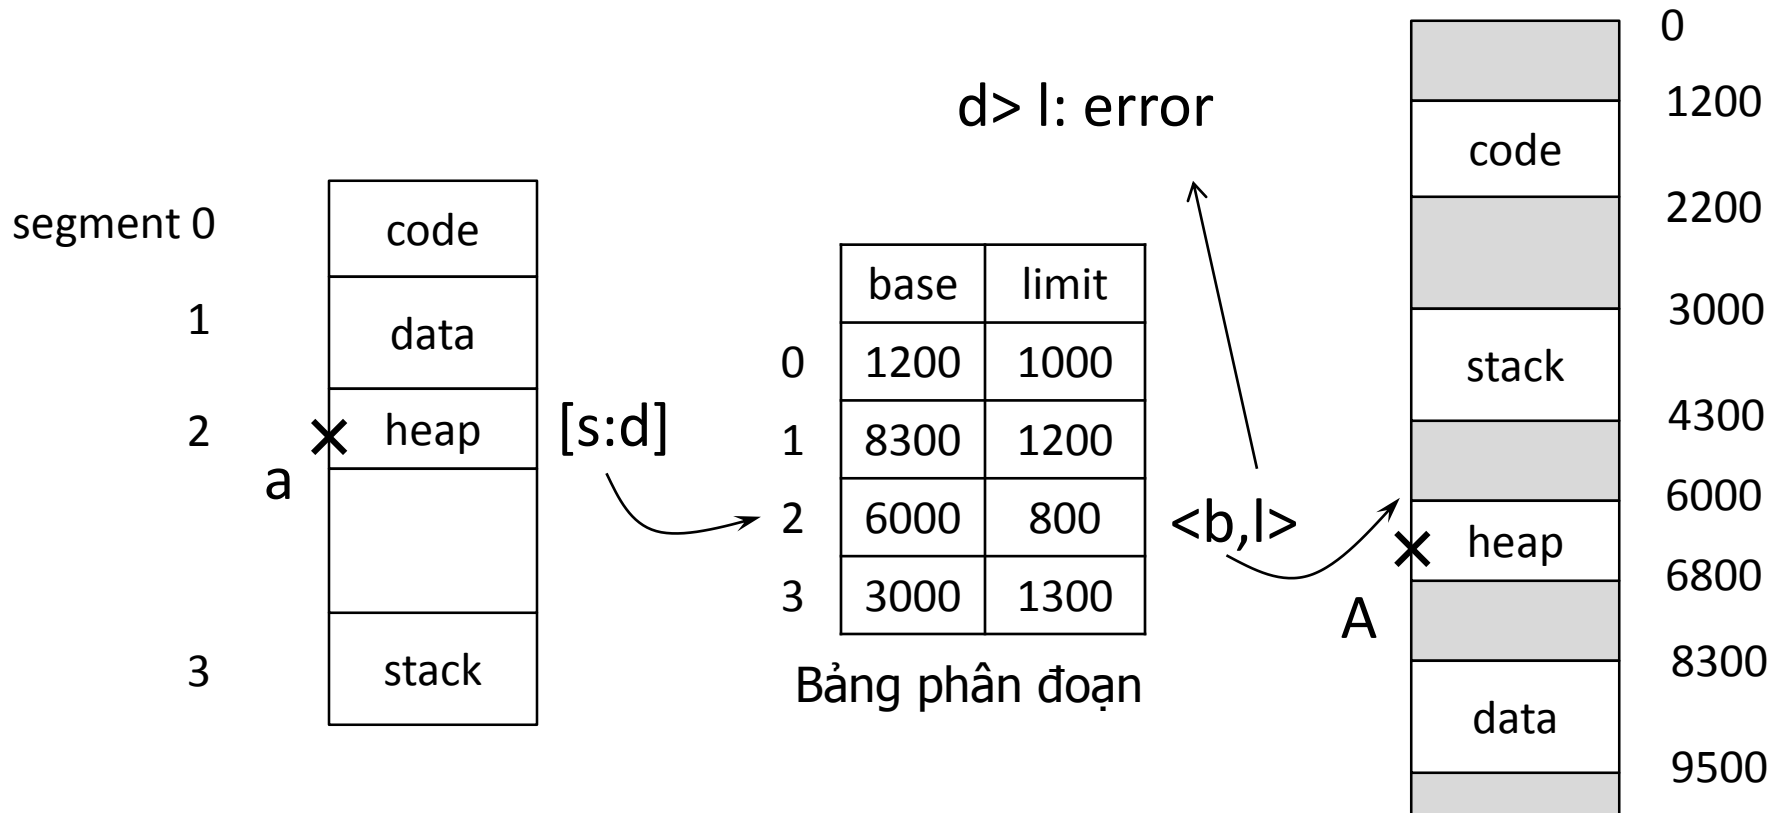 segment 0
1
2
3
code
data
heap
stack
a
[s:d]
d> l: error
base limit
0 1200 1000
1 8300 1200
2 6000 800
3 3000 1300
Bảng phân đoạn
<b,l>
A
0
1200
code
2200
3000
stack
4300
6000
heap
6800
8300
data
9500